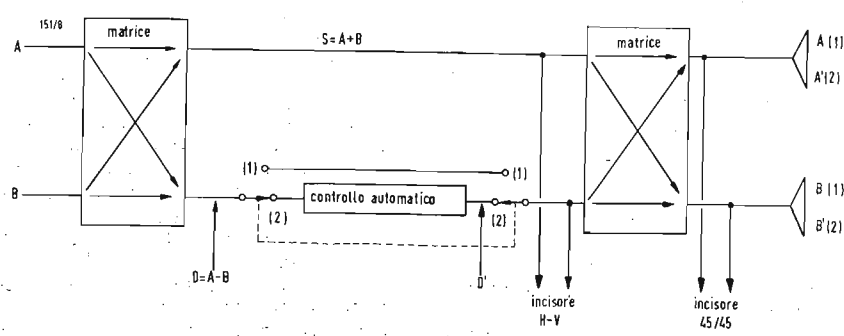 151/8
A
matrice
S=A+B
matrice
A (1)
A'(2)
(1)
(1)
B
controllo automatico
(2)
(2)
B (1)
B'(2)
D=A-B
D'
incisore
H-V
incisore
45/45